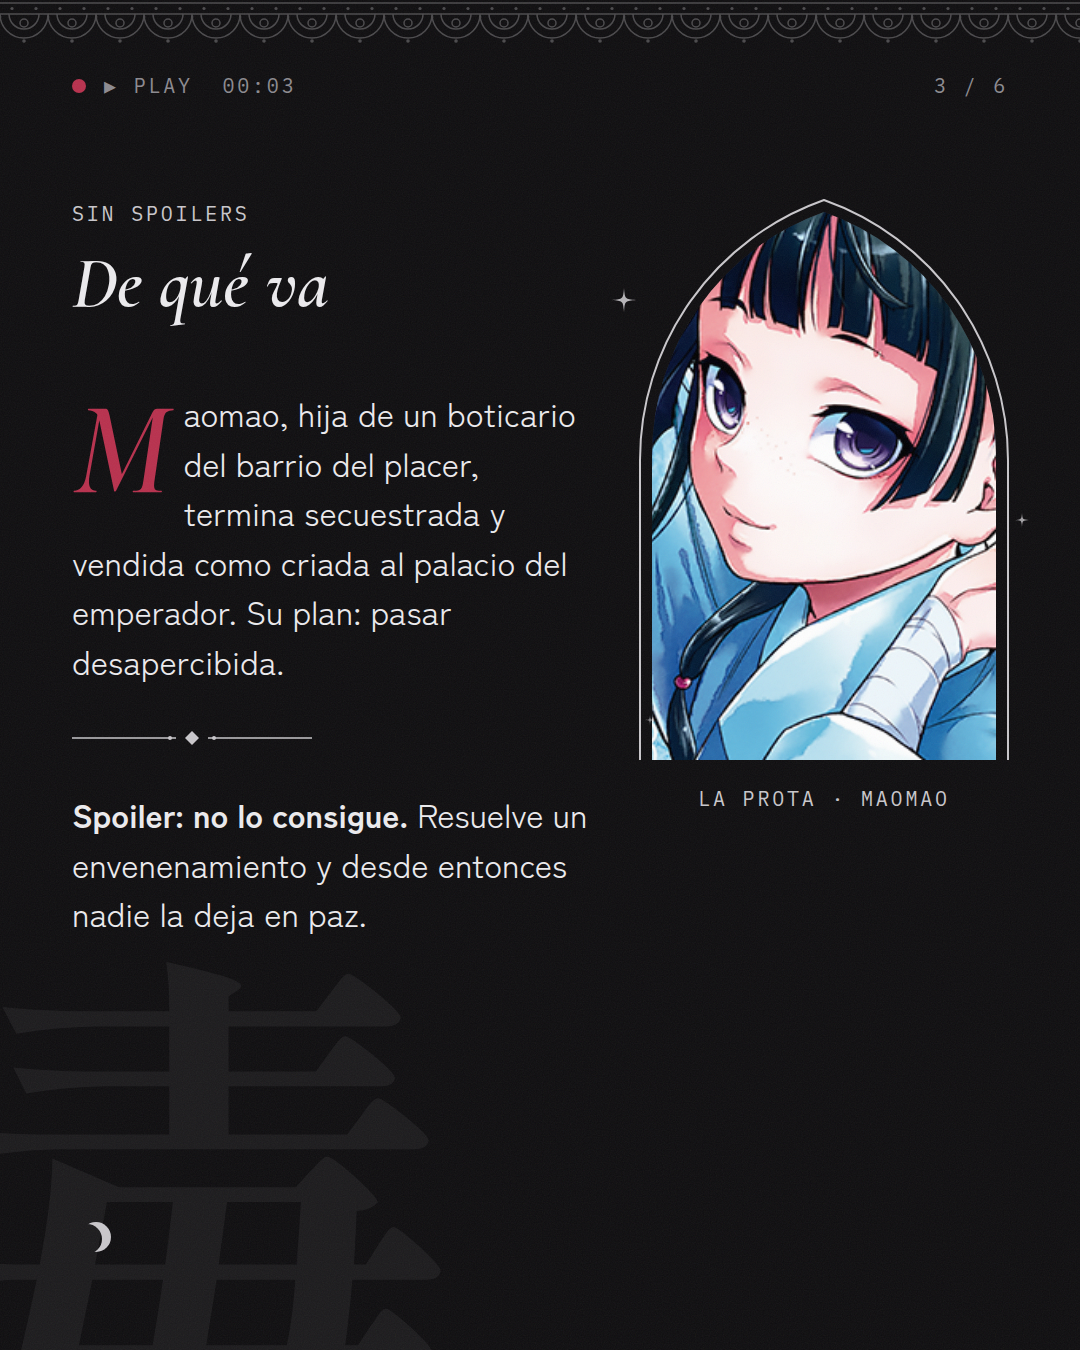 ▶ PLAY 00:03
3 / 6
SIN SPOILERS
De qué va
Maomao, hija de un boticario
del barrio del placer,
termina secuestrada y
vendida como criada al palacio del
emperador. Su plan: pasar
desapercibida.
Spoiler: no lo consigue. Resuelve un
envenenamiento y desde entonces
nadie la deja en paz.
LA PROTA · MAOMAO
毒